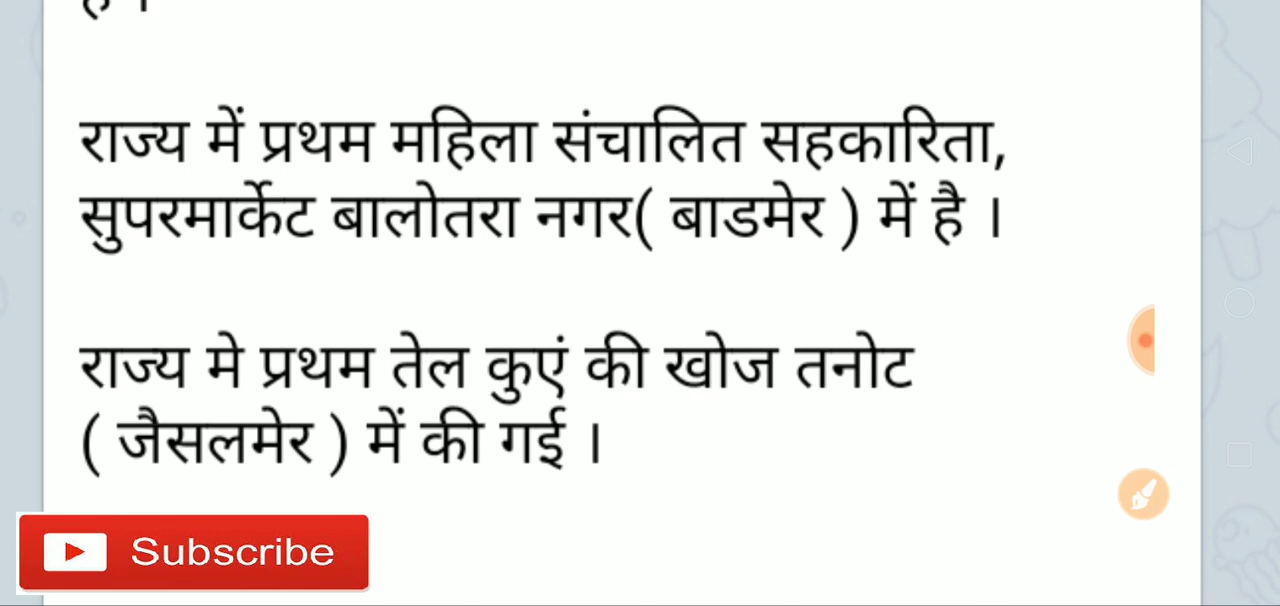 राज्य में प्रथम महिला संचालित सहकारिता,
सुपरमार्केट बालोतरा नगर( बाडमेर ) में है ।
राज्य मे प्रथम तेल कुएं की खोज तनोट
( जैसलमेर ) में की गई ।
Subscribe